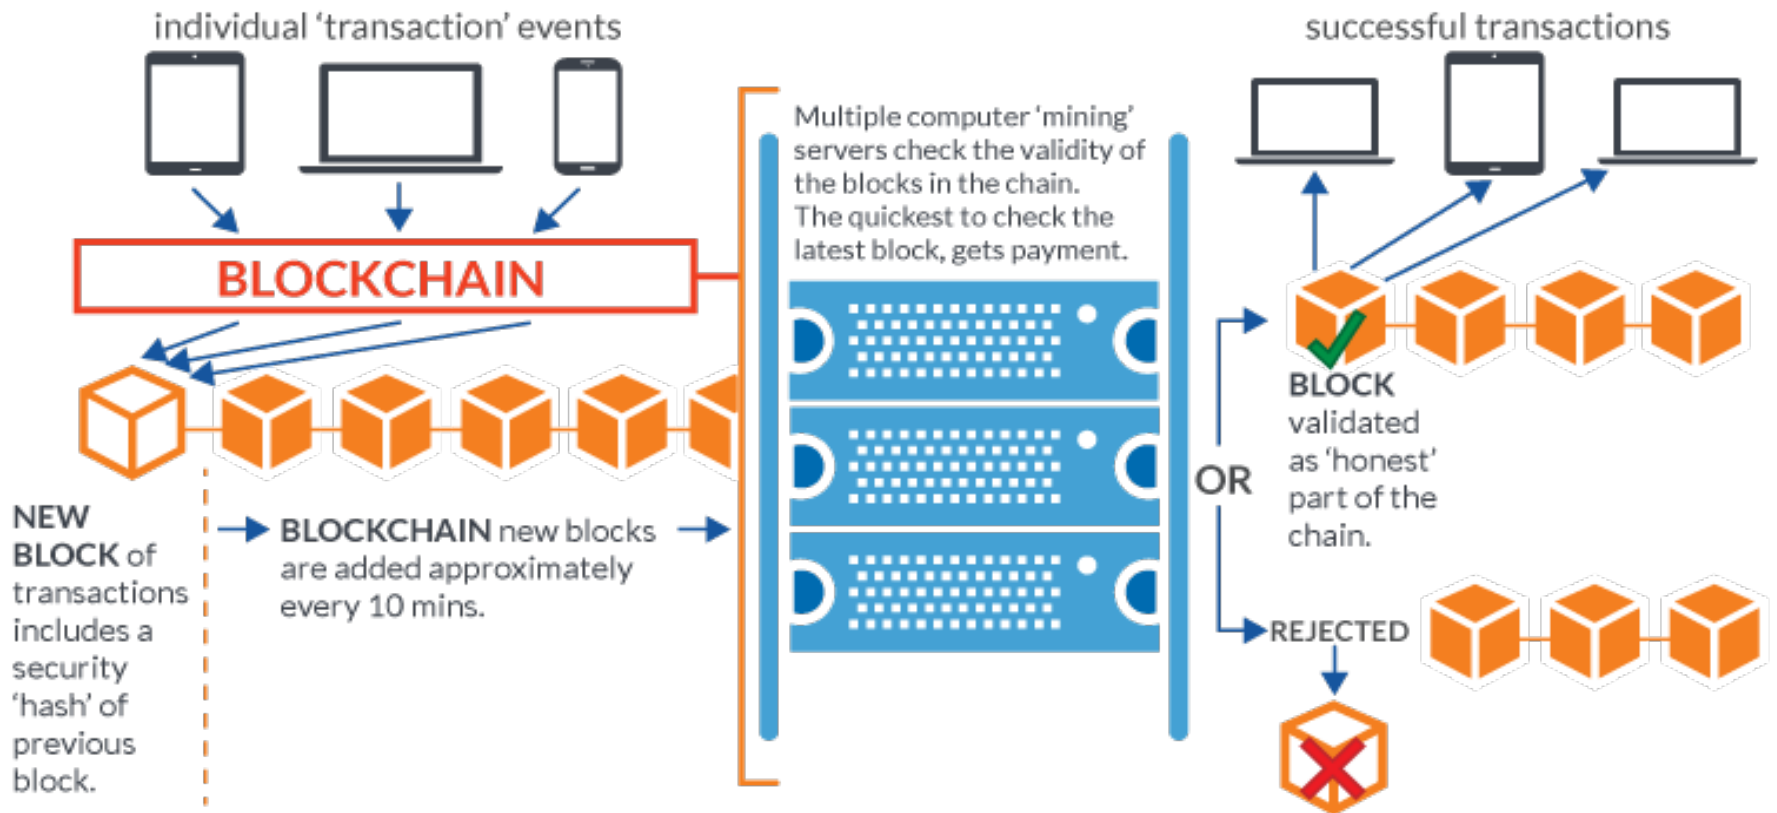 individual ‘transaction’ events
BLOCKCHAIN
NEW
BLOCK of
transactions
includes a
security
‘hash’ of
previous
block.
BLOCKCHAIN new blocks
are added approximately
every 10 mins.
Multiple computer ‘mining’
servers check the validity of
the blocks in the chain.
The quickest to check the
latest block, gets payment.
OR
successful transactions
BLOCK
validated
as ‘honest’
part of the
chain.
REJECTED